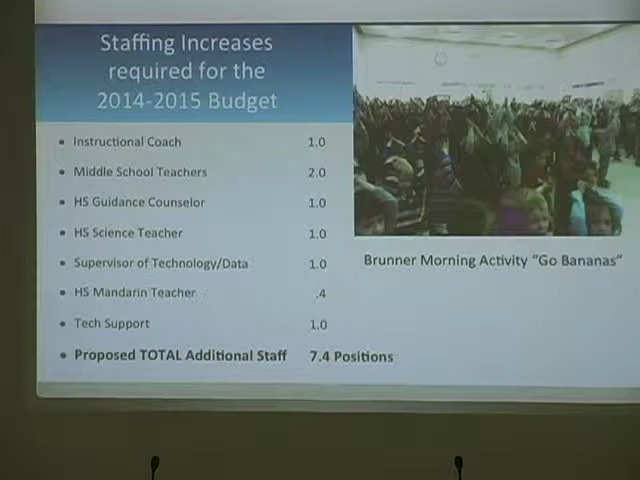 Staffing Increases
required for the
2014-2015 Budget
• Instructional Coach 1.0
• Middle School Teachers 2.0
• HS Guidance Counselor 1.0
• HS Science Teacher 1.0
• Supervisor of Technology/Data 1.0
• HS Mandarin Teacher .4
• Tech Support 1.0
• Proposed TOTAL Additional Staff 7.4 Positions
Brunner Morning Activity “Go Bananas”